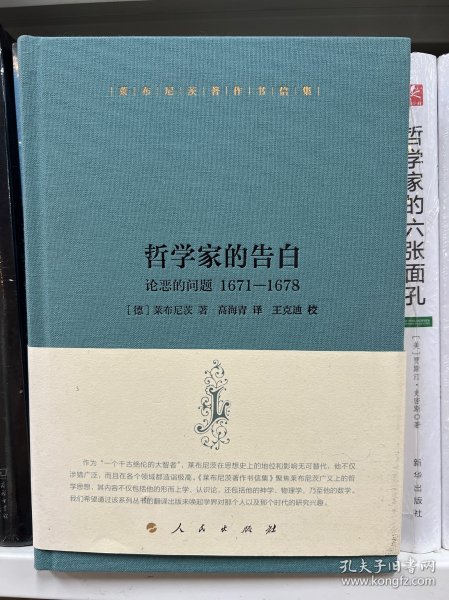 莱布尼茨著作书信集
哲学家的告白
论恶的问题 1671—1678
[德] 莱布尼茨 著 高海青 译 王克迪 校
L
作为“一个千古绝伦的大智者”，莱布尼茨在思想史上的地位和影响无可替代，他不仅
涉猎广泛，而且在各个领域都造诣极高。《莱布尼茨著作书信集》聚焦莱布尼茨广义上的哲
学思想，其内容不仅包括他的形而上学、认识论，还包括他的神学、物理学，乃至他的数学。
我们希望通过该系列丛书的翻译出版来唤起学界对那个人以及那个时代的研究兴趣。
人民出版社
哲学家的六张面孔
[美] 贾斯汀·史密斯 著
新华出版社
孔夫子旧书网
book.kongfz.com